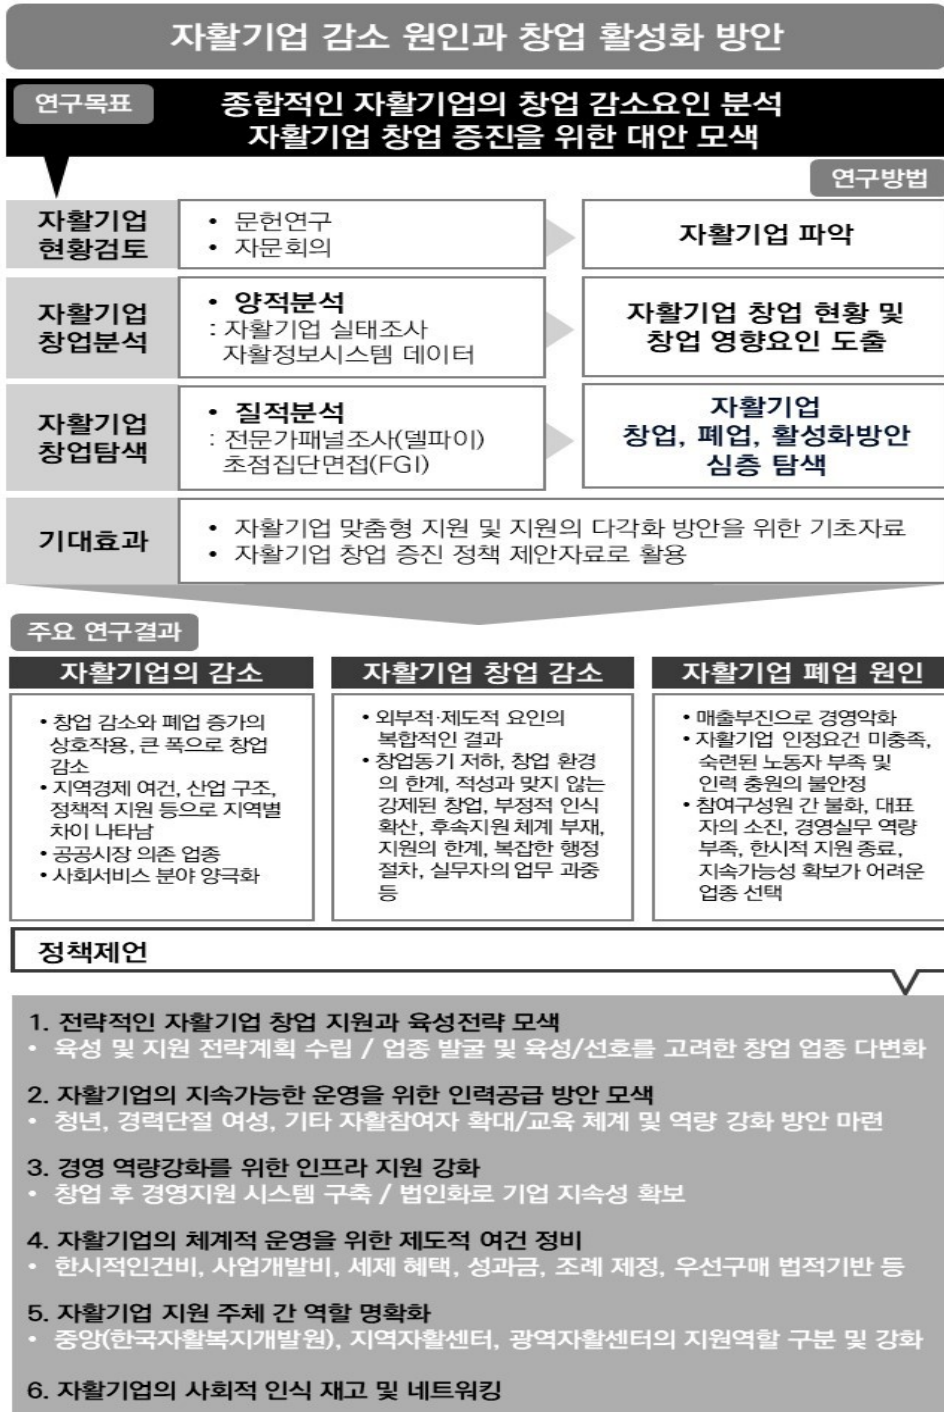 자활기업 감소 원인과 창업 활성화 방안
연구목표
종합적인 자활기업의 창업 감소요인 분석
자활기업 창업 증진을 위한 대안 모색
연구방법
자활기업
현황검토
• 문헌연구
• 자문회의
자활기업 파악
자활기업
창업분석
• 양적분석
: 자활기업 실태조사
자활정보시스템 데이터
자활기업 창업 현황 및
창업 영향요인 도출
자활기업
창업탐색
• 질적분석
: 전문가패널조사(델파이)
초점집단면접(FGI)
자활기업
창업, 폐업, 활성화방안
심층 탐색
기대효과
• 자활기업 맞춤형 지원 및 지원의 다각화 방안을 위한 기초자료
• 자활기업 창업 증진 정책 제안자료로 활용
주요 연구결과
자활기업의 감소
• 창업 감소와 폐업 증가의
상호작용, 큰 폭으로 창업
감소
• 지역경제 여건, 산업 구조,
정책적 지원 등으로 지역별
차이 나타남
• 공공시장 의존 업종
• 사회서비스 분야 양극화
자활기업 창업 감소
• 외부적·제도적 요인의
복합적인 결과
• 창업동기 저하, 창업 환경
의 한계, 적성과 맞지 않는
강제된 창업, 부정적 인식
확산, 후속지원 체계 부재,
지원의 한계, 복잡한 행정
절차, 실무자의 업무 과중
등
자활기업 폐업 원인
• 매출부진으로 경영악화
• 자활기업 인정요건 미충족,
숙련된 노동자 부족 및
인력 충원의 불안정
• 참여구성원 간 불화, 대표
자의 소진, 경영실무 역량
부족, 한시적 지원 종료,
지속가능성 확보가 어려운
업종 선택
정책제언
1. 전략적인 자활기업 창업 지원과 육성전략 모색
• 육성 및 지원 전략계획 수립 / 업종 발굴 및 육성/선호를 고려한 창업 업종 다변화
2. 자활기업의 지속가능한 운영을 위한 인력공급 방안 모색
• 청년, 경력단절 여성, 기타 자활참여자 확대/교육 체계 및 역량 강화 방안 마련
3. 경영 역량강화를 위한 인프라 지원 강화
• 창업 후 경영지원 시스템 구축 / 법인화로 기업 지속성 확보
4. 자활기업의 체계적 운영을 위한 제도적 여건 정비
• 한시적인건비, 사업개발비, 세제 혜택, 성과금, 조례 제정, 우선구매 법적기반 등
5. 자활기업 지원 주체 간 역할 명확화
• 중앙(한국자활복지개발원), 지역자활센터, 광역자활센터의 지원역할 구분 및 강화
6. 자활기업의 사회적 인식 재고 및 네트워킹